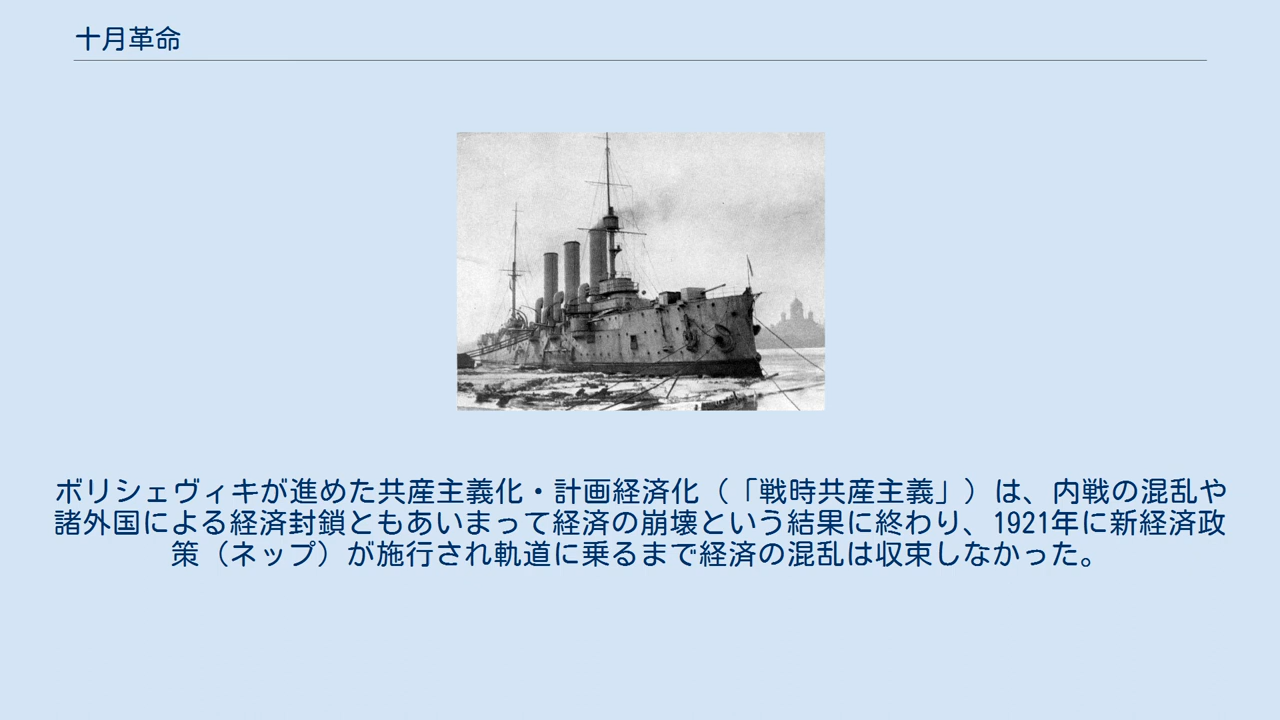 十月革命
ボリシェヴィキが進めた共産主義化・計画経済化（「戦時共産主義」）は、内戦の混乱や
諸外国による経済封鎖ともあいまって経済の崩壊という結果に終わり、1921年に新経済政
策（ネップ）が施行され軌道に乗るまで経済の混乱は収束しなかった。